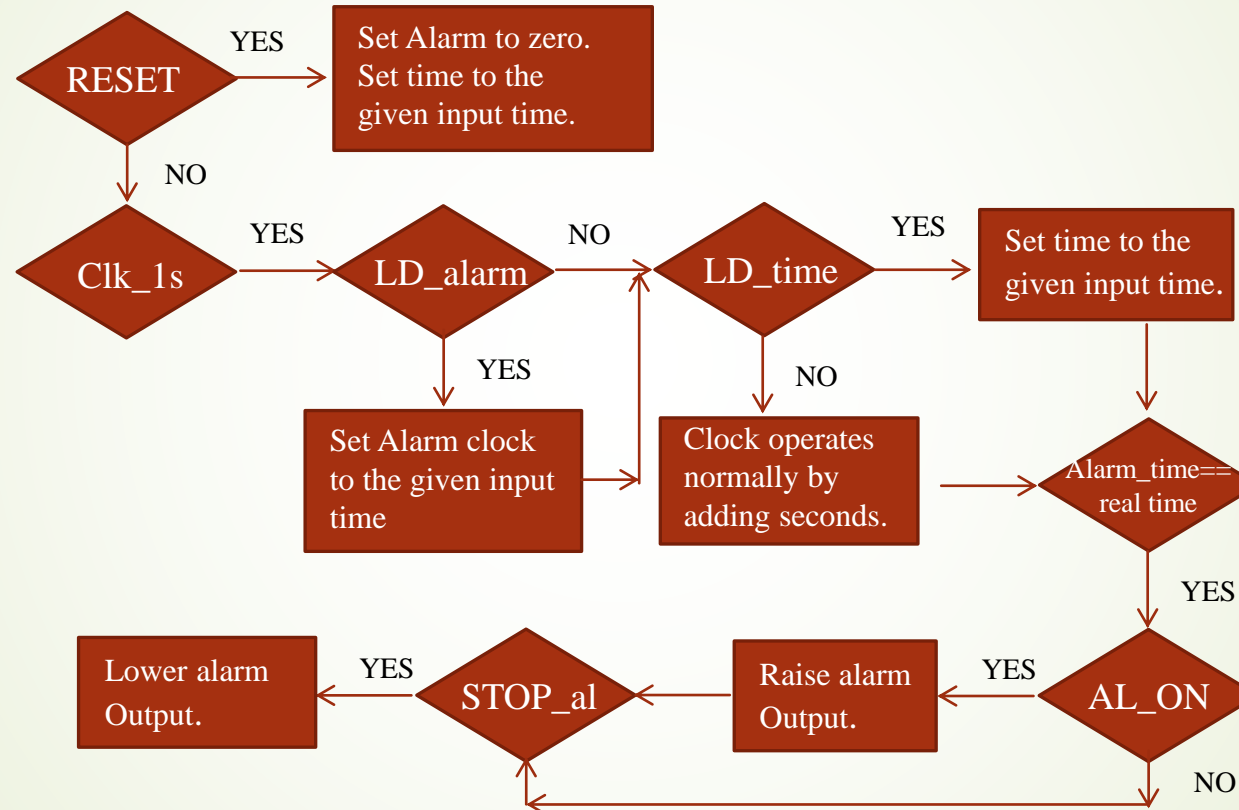 YES
Set Alarm to zero.
Set time to the
given input time.
RESET
NO
YES
NO
YES
Clk_1s
LD_alarm
LD_time
Set time to the
given input time.
YES
NO
Set Alarm clock
to the given input
time
Clock operates
normally by
adding seconds.
Alarm_time==
real time
YES
Lower alarm
Output.
YES
STOP_al
Raise alarm
Output.
YES
AL_ON
NO